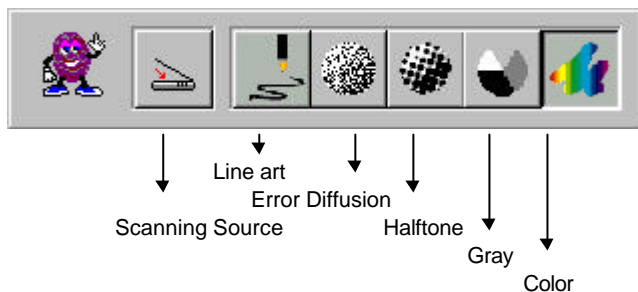 Line art
Error Diffusion
Scanning Source
Halftone
Gray
Color